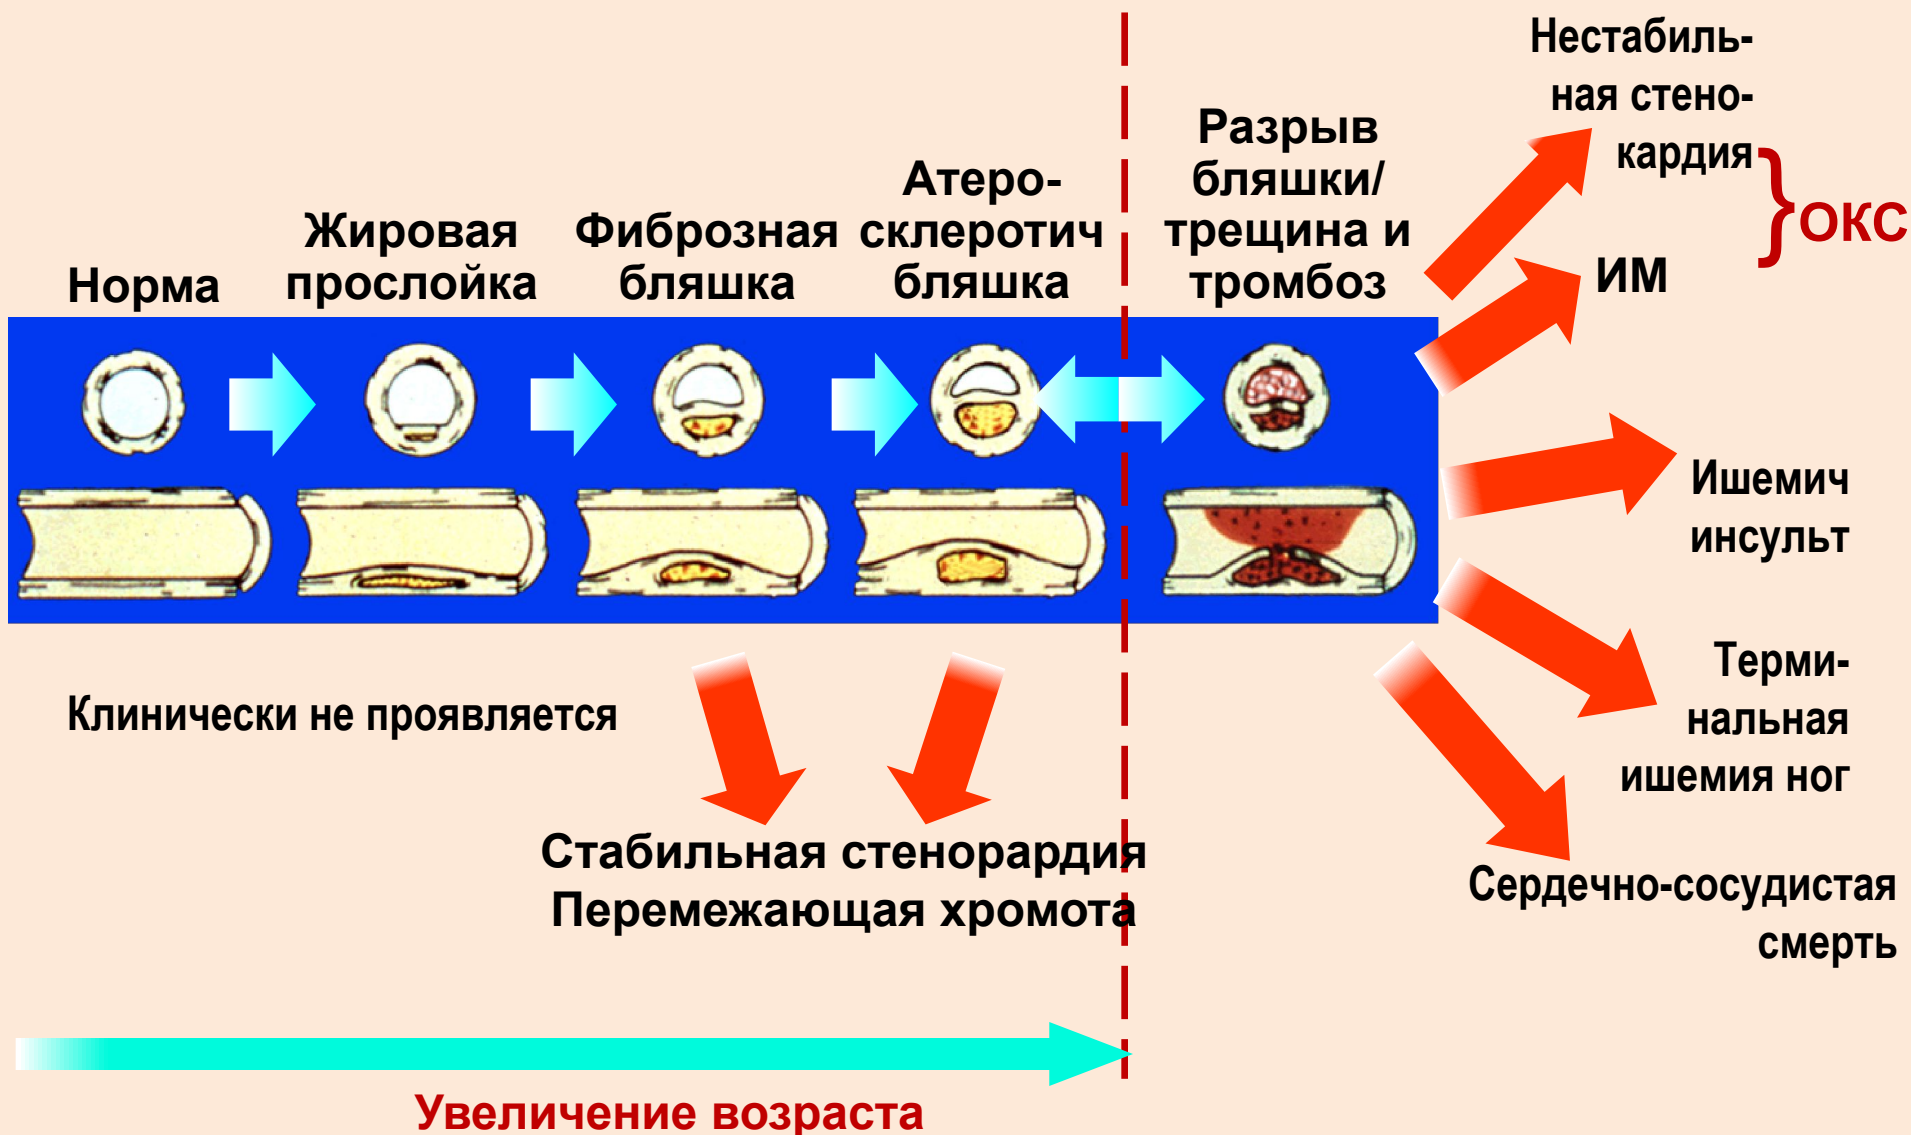 Норма
Жировая
прослойка
Фиброзная
бляшка
Атеро-
склеротич
бляшка
Разрыв
бляшки/
трещина и
тромбоз
Нестабиль-
ная стено-
кардия
ОКС
ИМ
Ишемич
инсульт
Терми-
нальная
ишемия ног
Сердечно-сосудистая
смерть
Клинически не проявляется
Стабильная стенорардия
Перемежающая хромота
Увеличение возраста